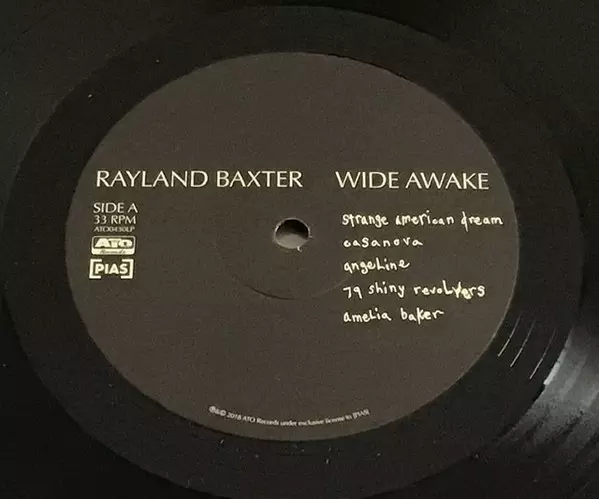 RAYLAND BAXTER
WIDE AWAKE
SIDE A
33 RPM
ATO0430LP
ATO
Records
[PIAS]
strange american dream
casanova
angeline
79 shiny revolvers
amelia baker
℗&© 2018 ATO Records under exclusive license to [PIAS]